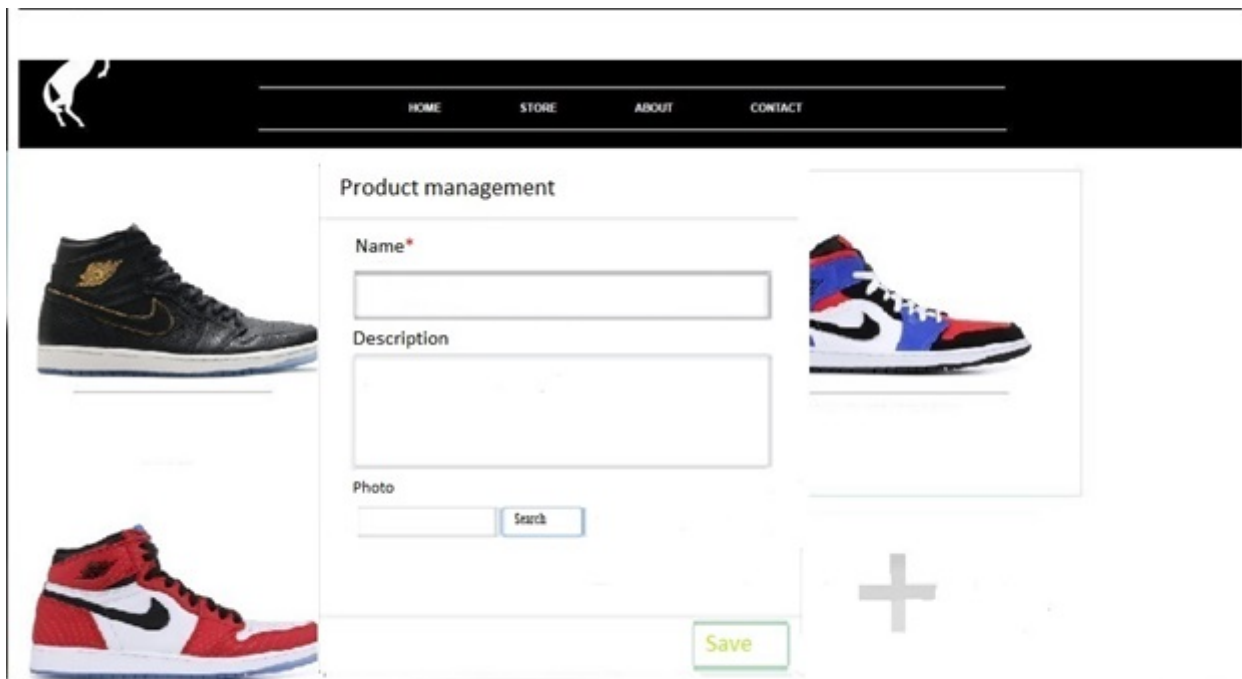 HOME STORE ABOUT CONTACT
Product management
Name*
Description
Photo
Search
Save